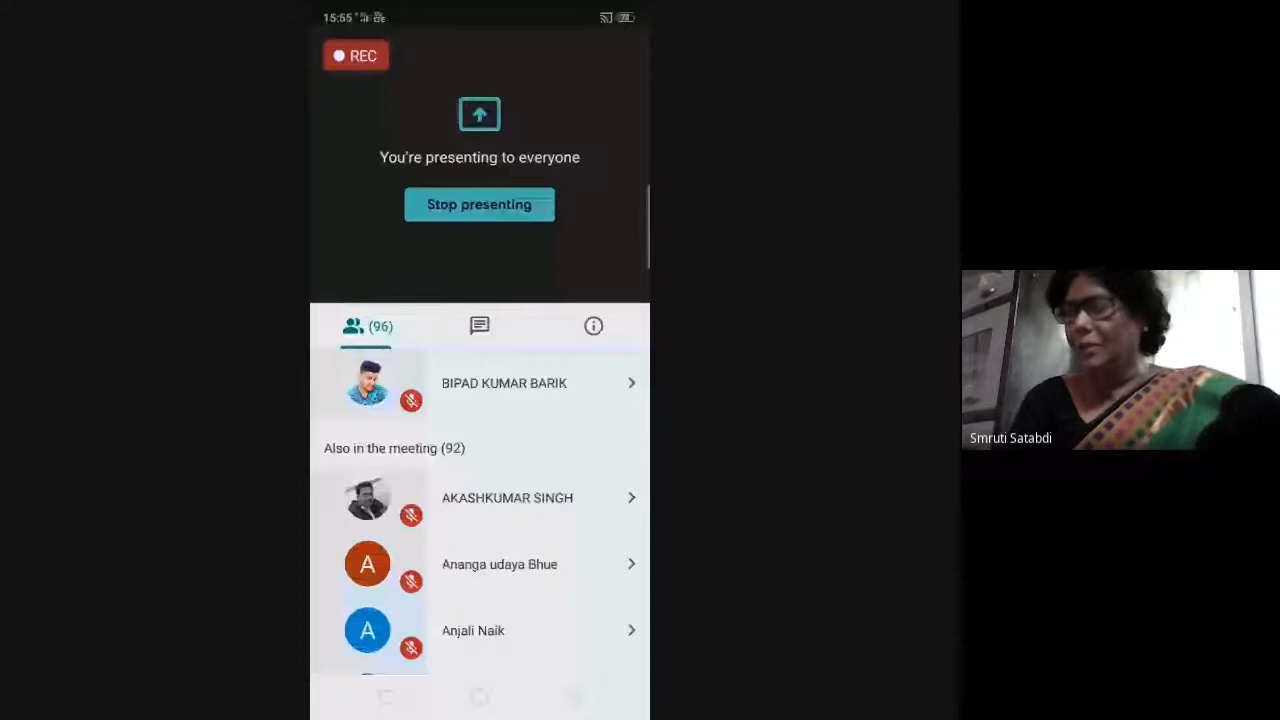 15:55
REC
You're presenting to everyone
Stop presenting
(96)
BIPAD KUMAR BARIK
Also in the meeting (92)
AKASHKUMAR SINGH
A
Ananga udaya Bhue
A
Anjali Naik
Smruti Satabdi